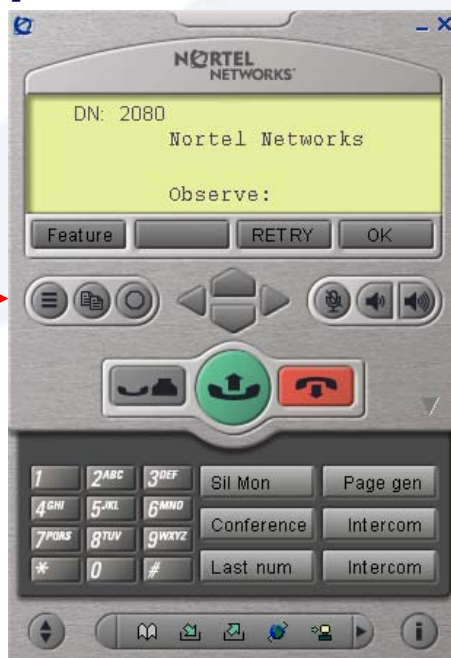 NORTEL
NETWORKS
DN: 2080
Nortel Networks
Observe:
Feature RETRY OK
1 2ABC 3DEF Sil Mon Page gen
4GHI 5JKL 6MNO Conference Intercom
7PQRS 8TUV 9WXYZ
* 0 # Last num Intercom
i